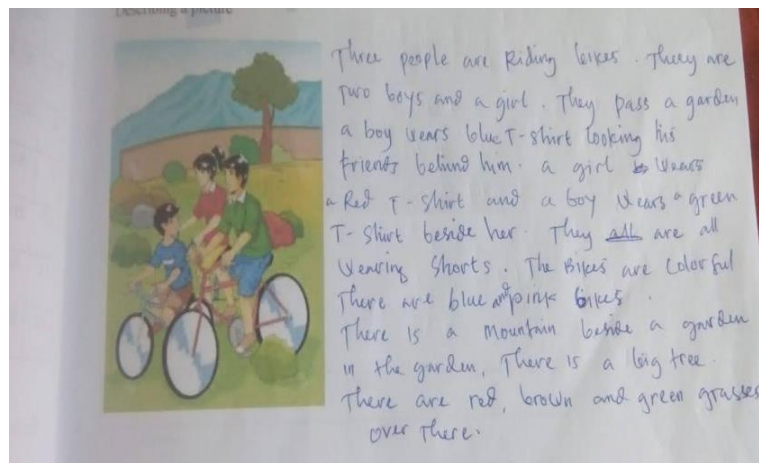 Describing a picture
Three people are Riding bikes. They are
Two boys and a girl. They pass a garden
a boy wears blue T-shirt looking his
friends behind him. a girl wears
a Red T-shirt and a boy wears a green
T-shirt beside her. They all are all
wearing shorts. The Bikes are colorful
There are blue and pink bikes.
There is a mountain beside a garden
in the garden, There is a big tree.
There are red, brown and green grasses
over There.